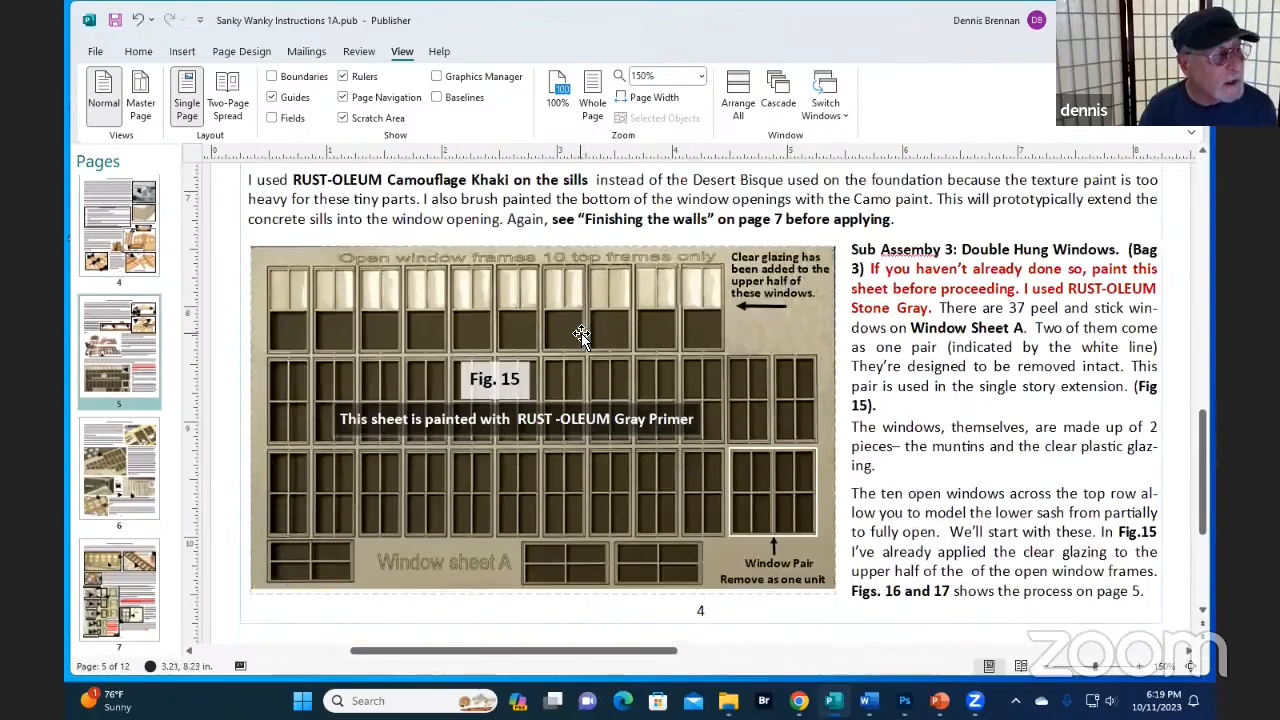 Sanky Wanky Instructions 1A.pub - Publisher
Dennis Brennan
DB
File Home Insert Page Design Mailings Review View Help
Normal
Master Page
Views
Single Page
Two-Page Spread
Layout
Boundaries
Rulers
Graphics Manager
Guides
Page Navigation
Baselines
Fields
Scratch Area
Show
100%
Whole Page
150%
Page Width
Selected Objects
Zoom
Arrange All
Cascade
Switch Windows
Window
dennis
Pages
4
5
6
7
I used RUST-OLEUM Camouflage Khaki on the sills instead of the Desert Bisque used on the foundation because the texture paint is too
heavy for these tiny parts. I also brush painted the bottom of the window openings with the Camo paint. This will prototypically extend the
concrete sills into the window opening. Again, see “Finishing the walls” on page 7 before applying.
Open window frames 10 top frames only
Clear glazing has
been added to the
upper half of
these windows.
Fig. 15
This sheet is painted with RUST -OLEUM Gray Primer
Window sheet A
Window Pair
Remove as one unit
Sub Assemby 3: Double Hung Windows. (Bag
3) If you haven’t already done so, paint this
sheet before proceeding. I used RUST-OLEUM
Stone Gray. There are 37 peel and stick win-
dows on Window Sheet A. Two of them come
as one pair (indicated by the white line)
They’re designed to be removed intact. This
pair is used in the single story extension. (Fig
15).
The windows, themselves, are made up of 2
pieces– the muntins and the clear plastic glaz-
ing.
The ten open windows across the top row al-
low you to model the lower sash from partially
to fully open. We’ll start with these. In Fig.15
I’ve already applied the clear glazing to the
upper half of the of the open window frames.
Figs. 16 and 17 shows the process on page 5.
4
Page: 5 of 12
3.21, 8.23 in.
150%
zoom
76°F
Sunny
Search
6:19 PM
10/11/2023